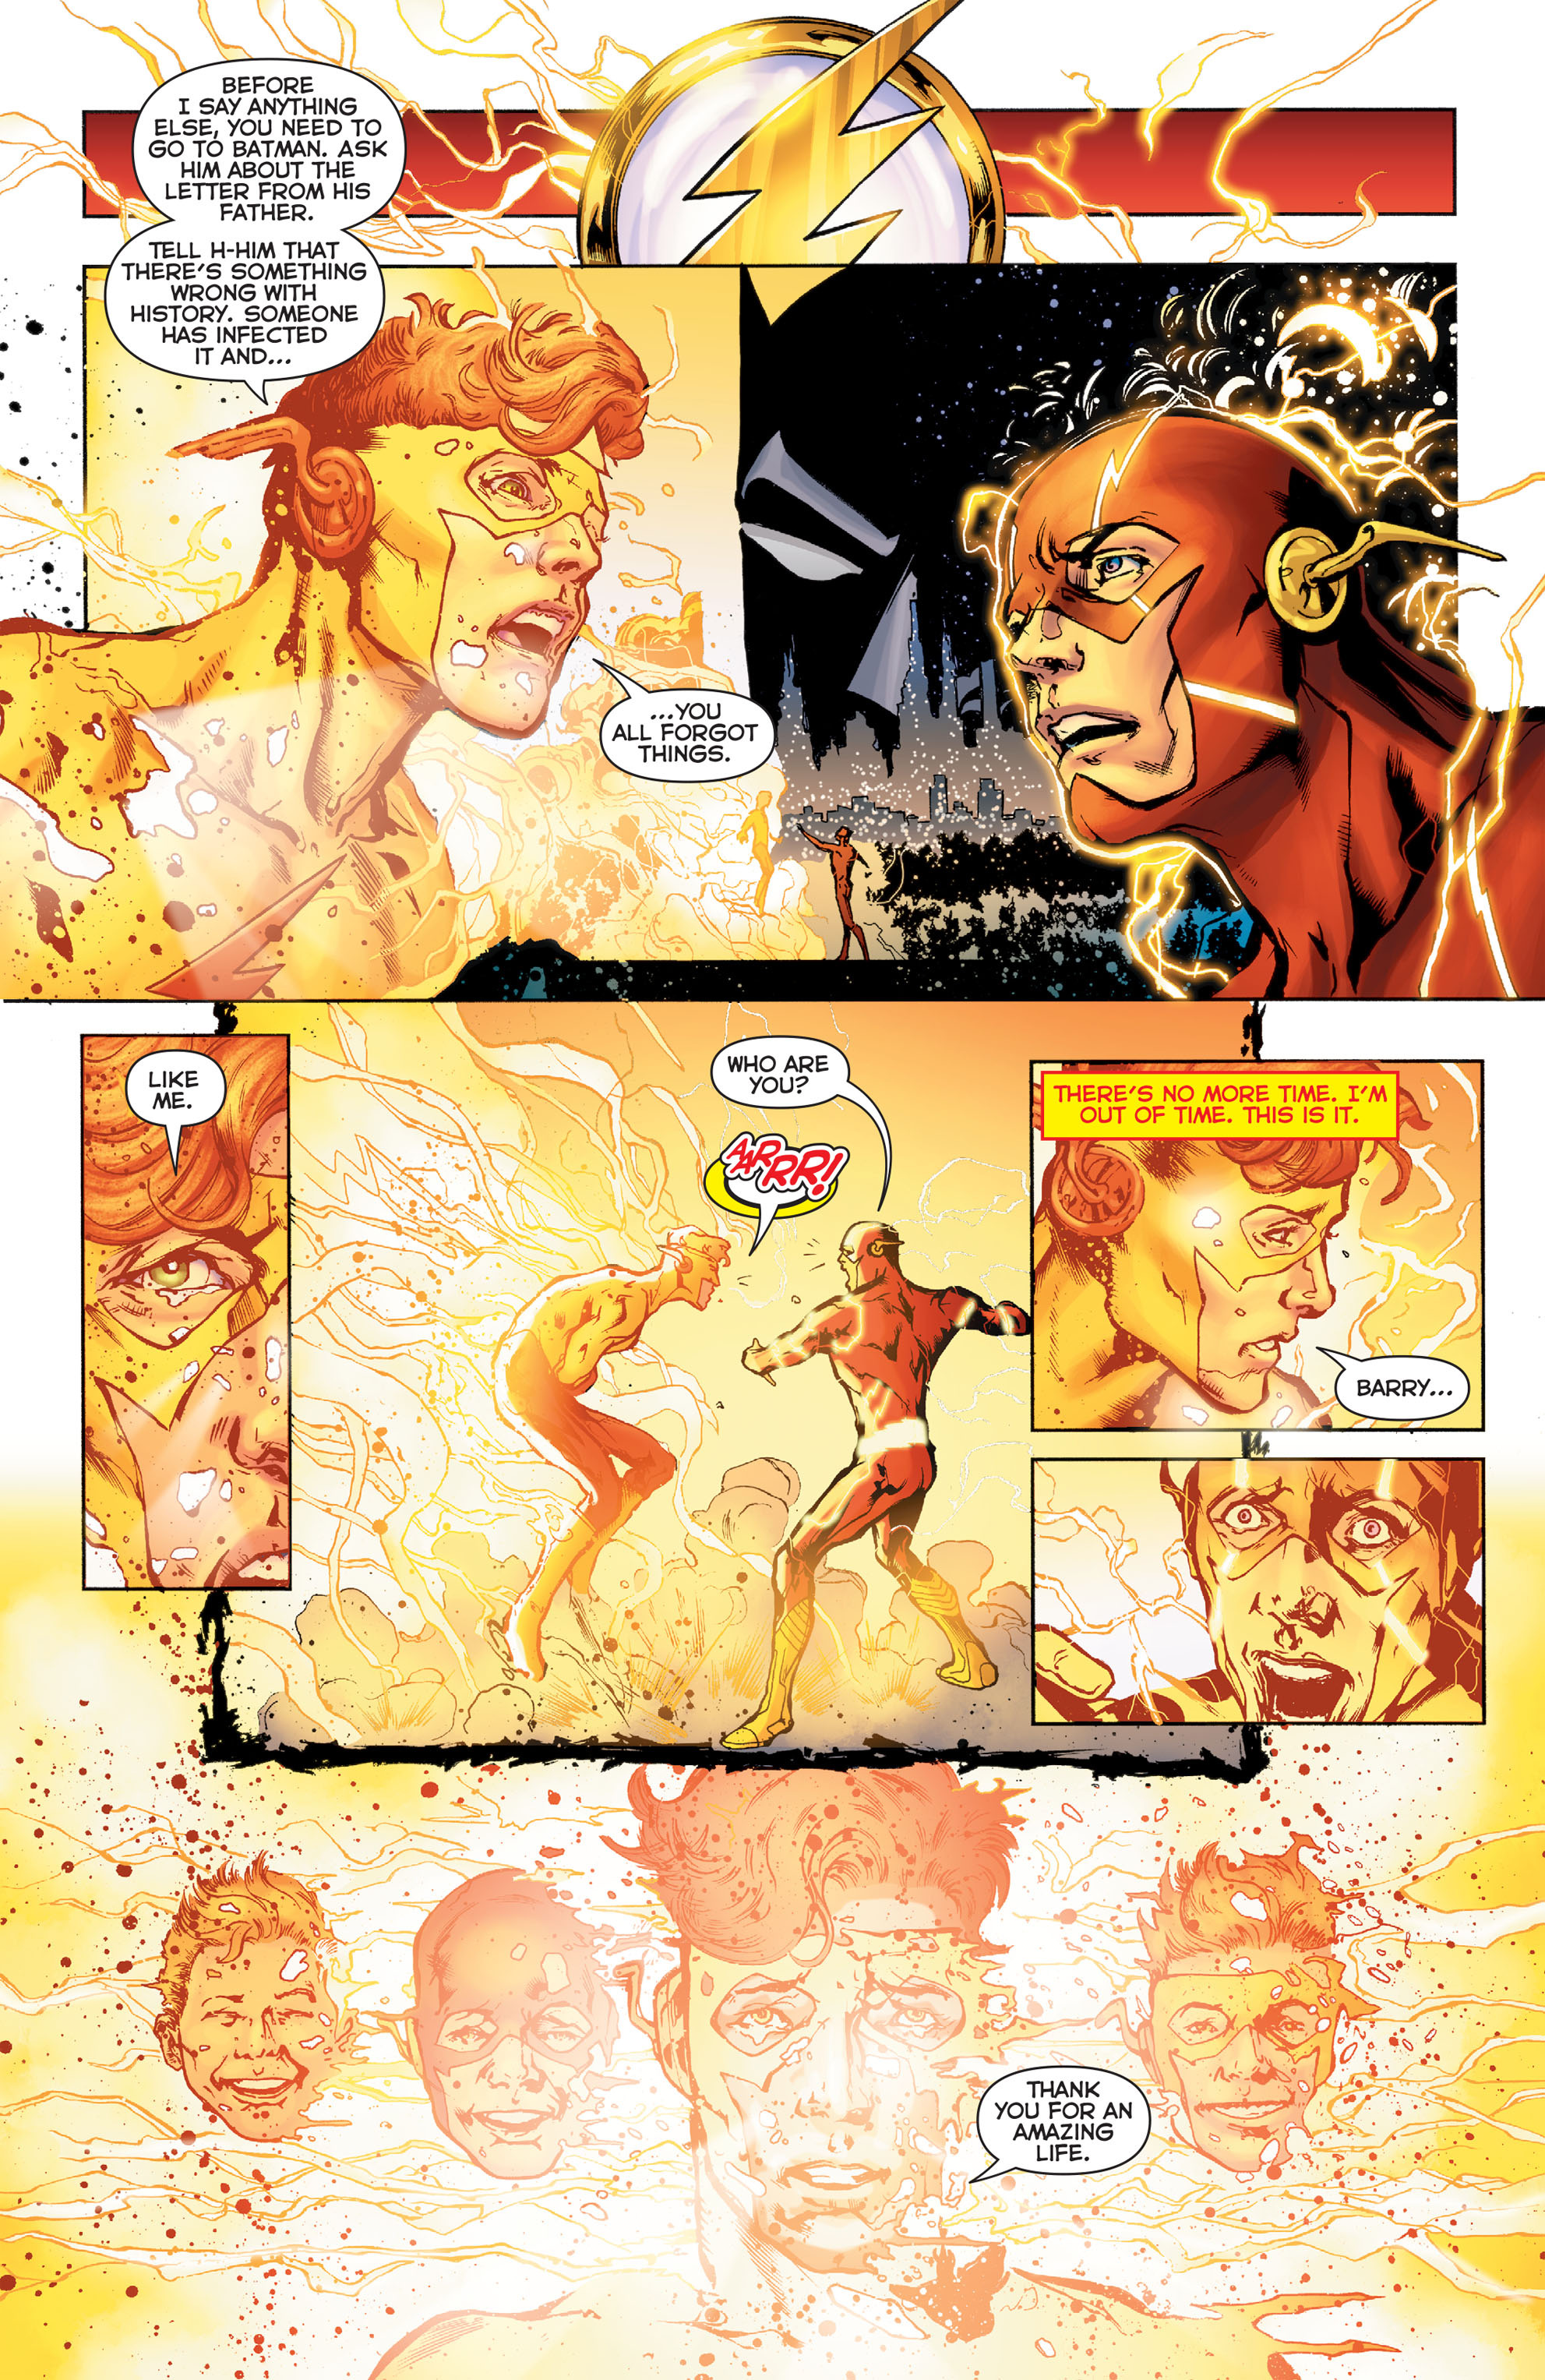 BEFORE
I SAY ANYTHING
ELSE, YOU NEED TO
GO TO BATMAN. ASK
HIM ABOUT THE
LETTER FROM HIS
FATHER.
TELL H-HIM THAT
THERE'S SOMETHING
WRONG WITH
HISTORY. SOMEONE
HAS INFECTED
IT AND...
...YOU
ALL FORGOT
THINGS.
LIKE
ME.
WHO ARE
YOU?
AARRR!
THERE'S NO MORE TIME. I'M
OUT OF TIME. THIS IS IT.
BARRY...
THANK
YOU FOR AN
AMAZING
LIFE.